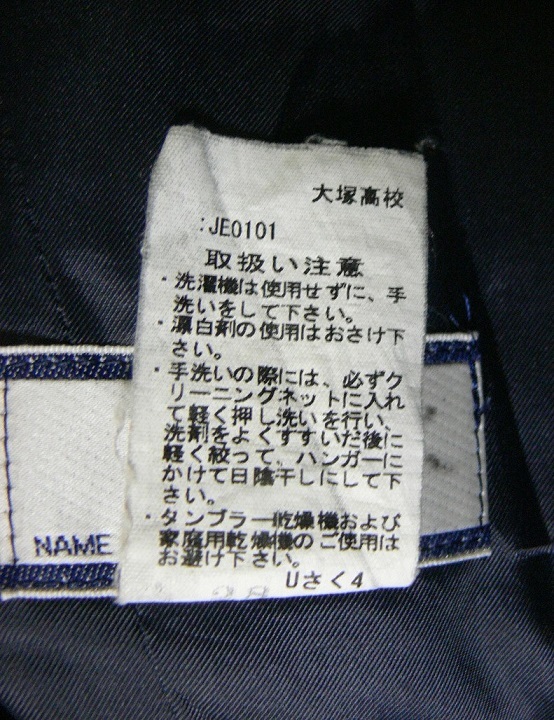 大塚高校
:JE0101
取扱い注意
・洗濯機は使用せずに、手
洗いをして下さい。
・漂白剤の使用はおさけ下
さい。
・手洗いの際には、必ずク
リーニングネットに入れ
て軽く押し洗いを行い、
洗剤をよくすすいだ後に
軽く絞って、ハンガーに
かけて日陰干しにして下
さい。
・タンブラー乾燥機および
家庭用乾燥機のご使用は
お避け下さい。
Uさく4
NAME